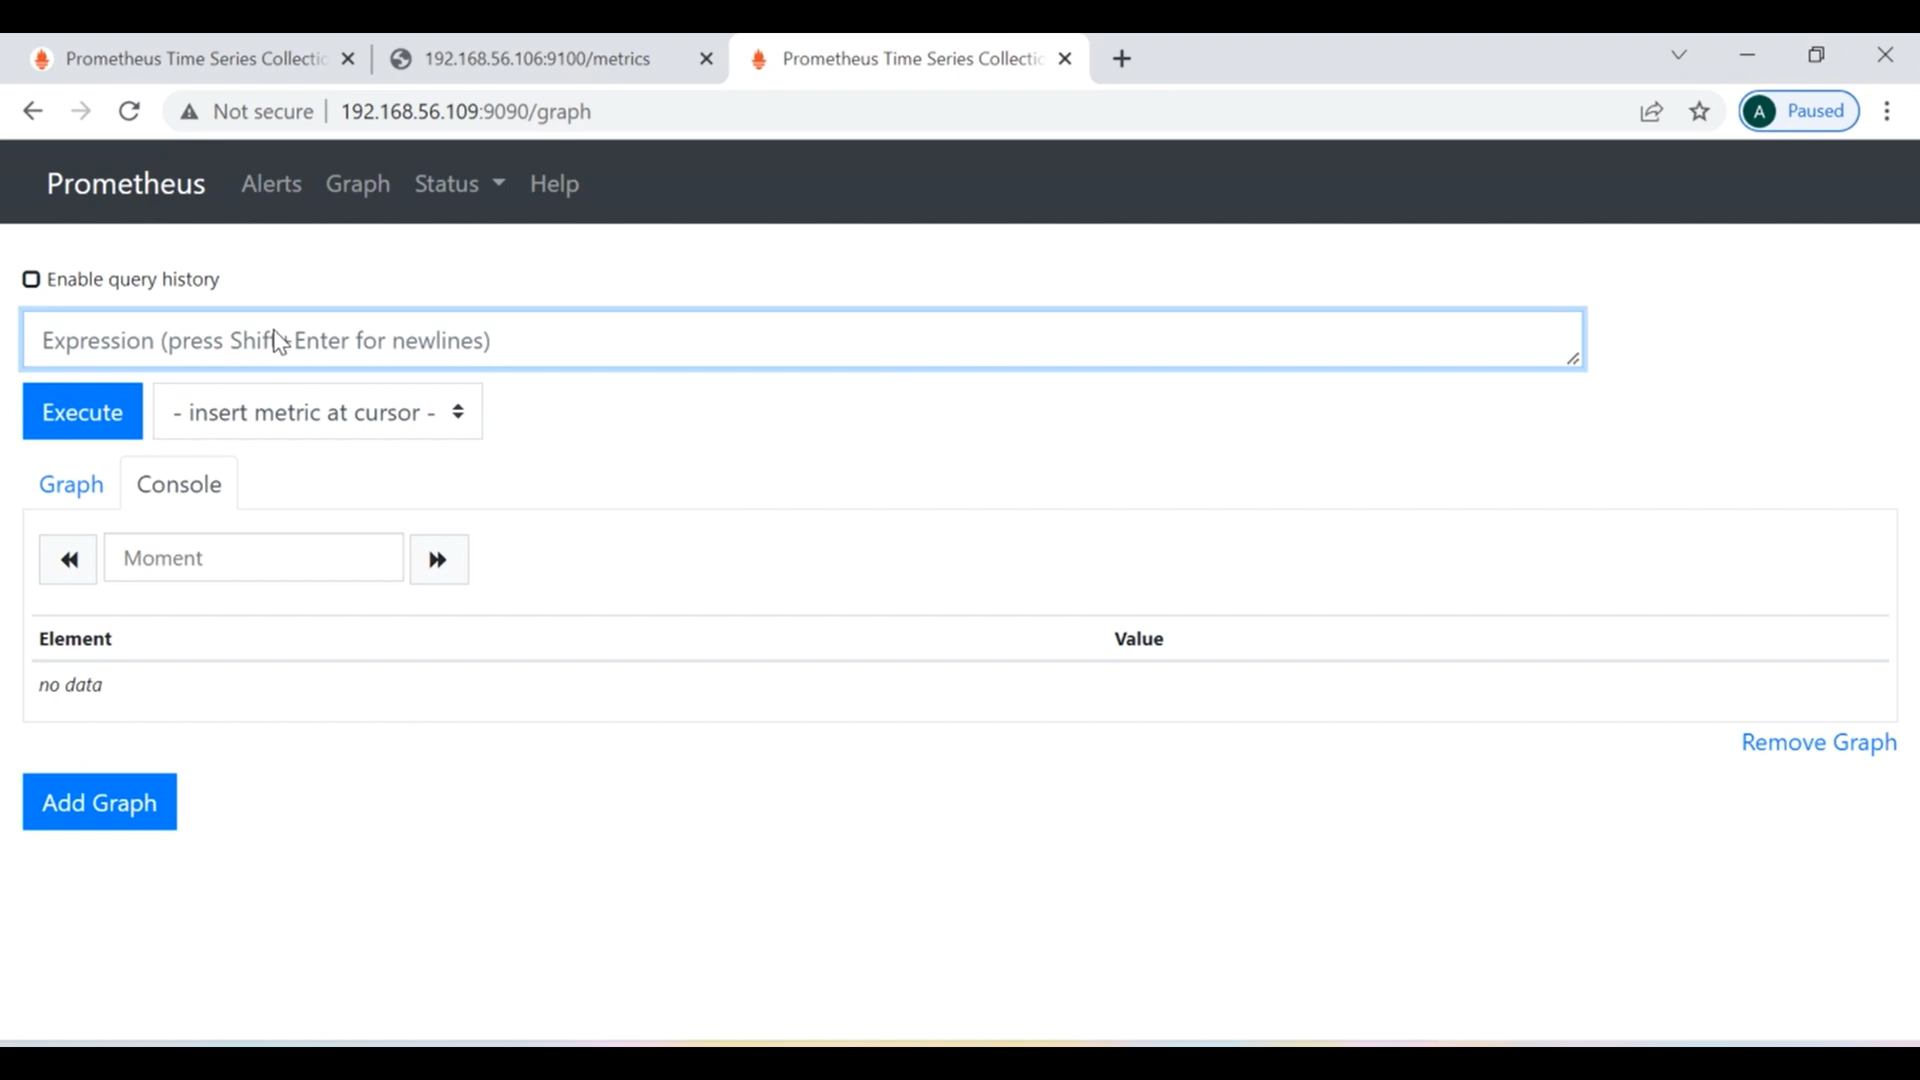 Prometheus Time Series Collectio
192.168.56.106:9100/metrics
Prometheus Time Series Collectio
Not secure
192.168.56.109:9090/graph
A Paused
Prometheus Alerts Graph Status Help
Enable query history
Expression (press Shift+Enter for newlines)
Execute
- insert metric at cursor -
Graph Console
Moment
Element Value
no data
Remove Graph
Add Graph